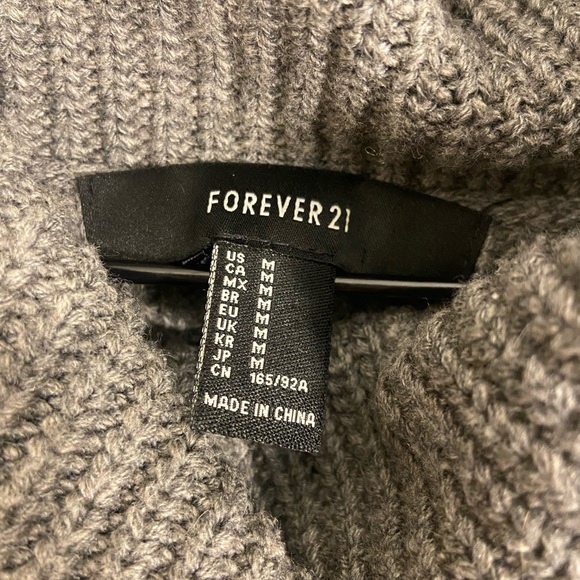 FOREVER 21
US M
CA M
MX M
BR M
EU M
UK M
KR M
JP M
CN 165/92A
MADE IN CHINA